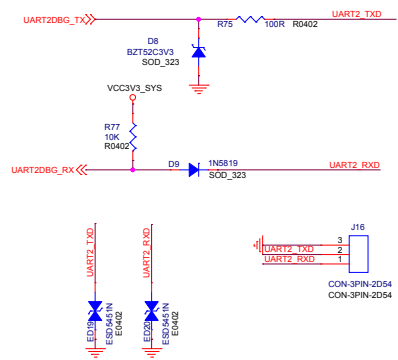 UART2DBG_TX
R75
100R
R0402
UART2_TXD
D8
BZT52C3V3
SOD_323
VCC3V3_SYS
R77
10K
R0402
UART2DBG_RX
D9
1N5819
SOD_323
UART2_RXD
UART2_TXD
ED19
ESD5451N
E0402
UART2_RXD
ED20
ESD5451N
E0402
J16
3
UART2_TXD 2
UART2_RXD 1
CON-3PIN-2D54
CON-3PIN-2D54